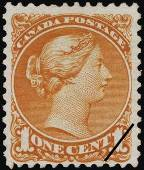 CANADA POSTAGE
1 ONE CENT 1